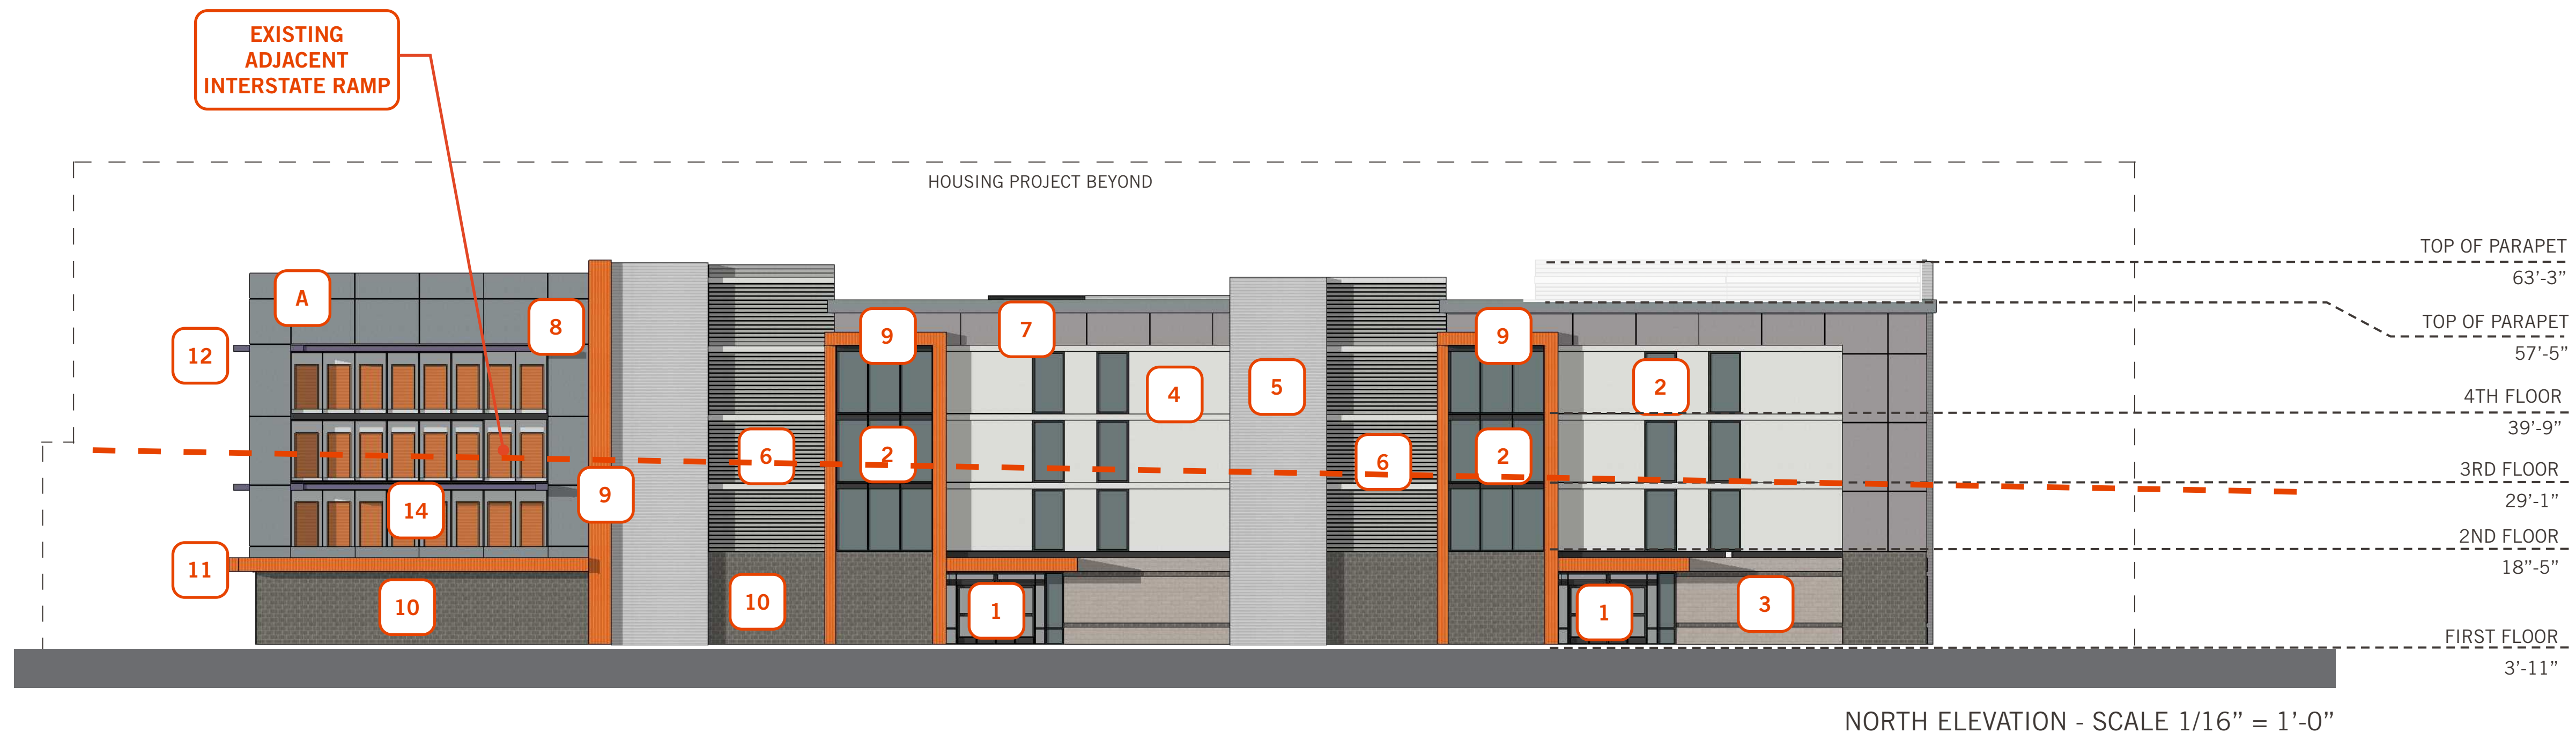 EXISTING
ADJACENT
INTERSTATE RAMP
HOUSING PROJECT BEYOND
TOP OF PARAPET
63'-3"
A
8
12
9
7
9
TOP OF PARAPET
57'-5"
4
5
2
4TH FLOOR
39'-9"
6
2
6
2
3RD FLOOR
29'-1"
14
9
2ND FLOOR
18"-5"
11
10
10
1
1
3
FIRST FLOOR
3'-11"
NORTH ELEVATION - SCALE 1/16" = 1'-0"